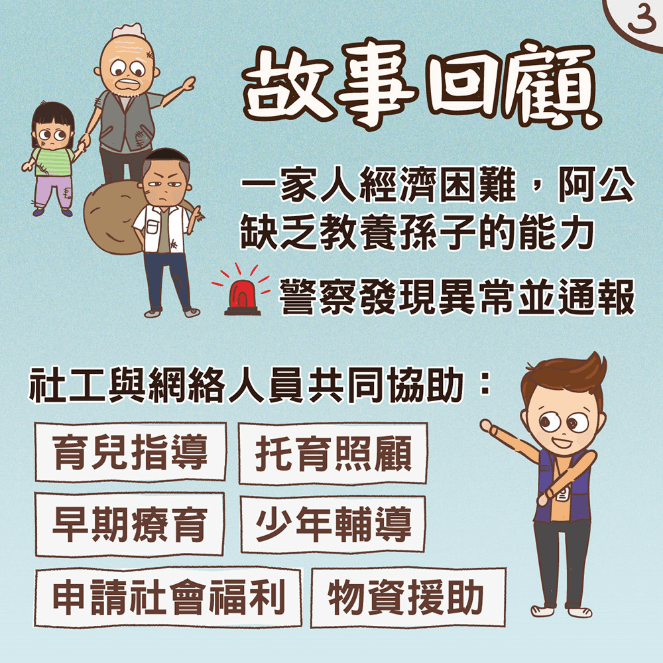 3
故事回顧
一家人經濟困難，阿公
缺乏教養孫子的能力
警察發現異常並通報
社工與網絡人員共同協助：
育兒指導
托育照顧
早期療育
少年輔導
申請社會福利
物資援助